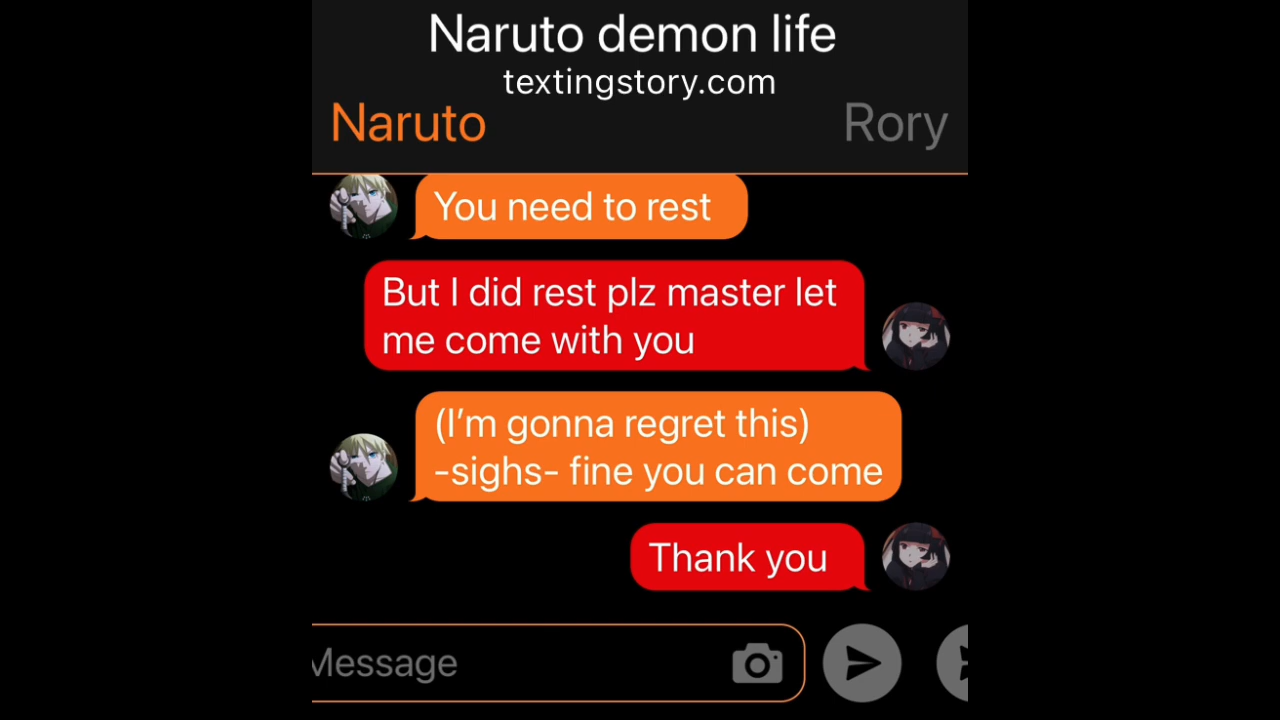 Naruto demon life
textingstory.com
Naruto
Rory
You need to rest
But I did rest plz master let
me come with you
(I’m gonna regret this)
-sighs- fine you can come
Thank you
Message